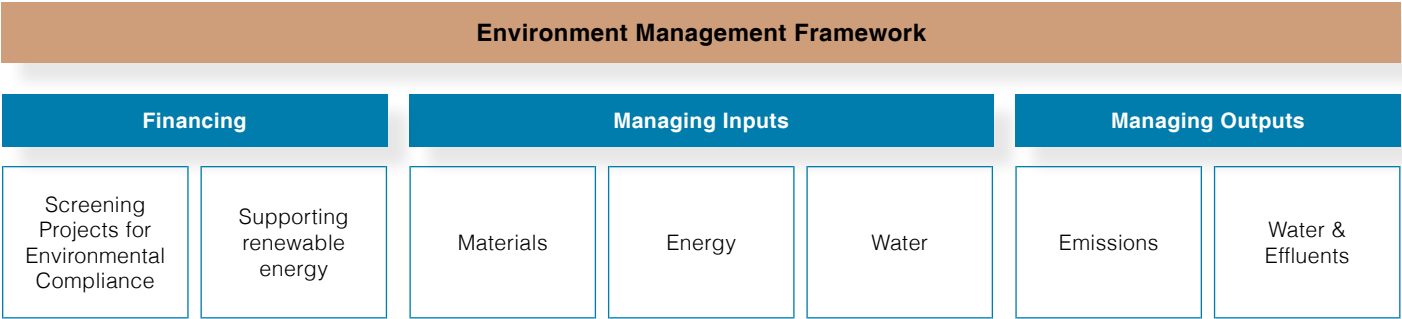 Environment Management Framework
Financing
Managing Inputs
Managing Outputs
Screening
Projects for
Environmental
Compliance
Supporting
renewable
energy
Materials
Energy
Water
Emissions
Water &
Effluents